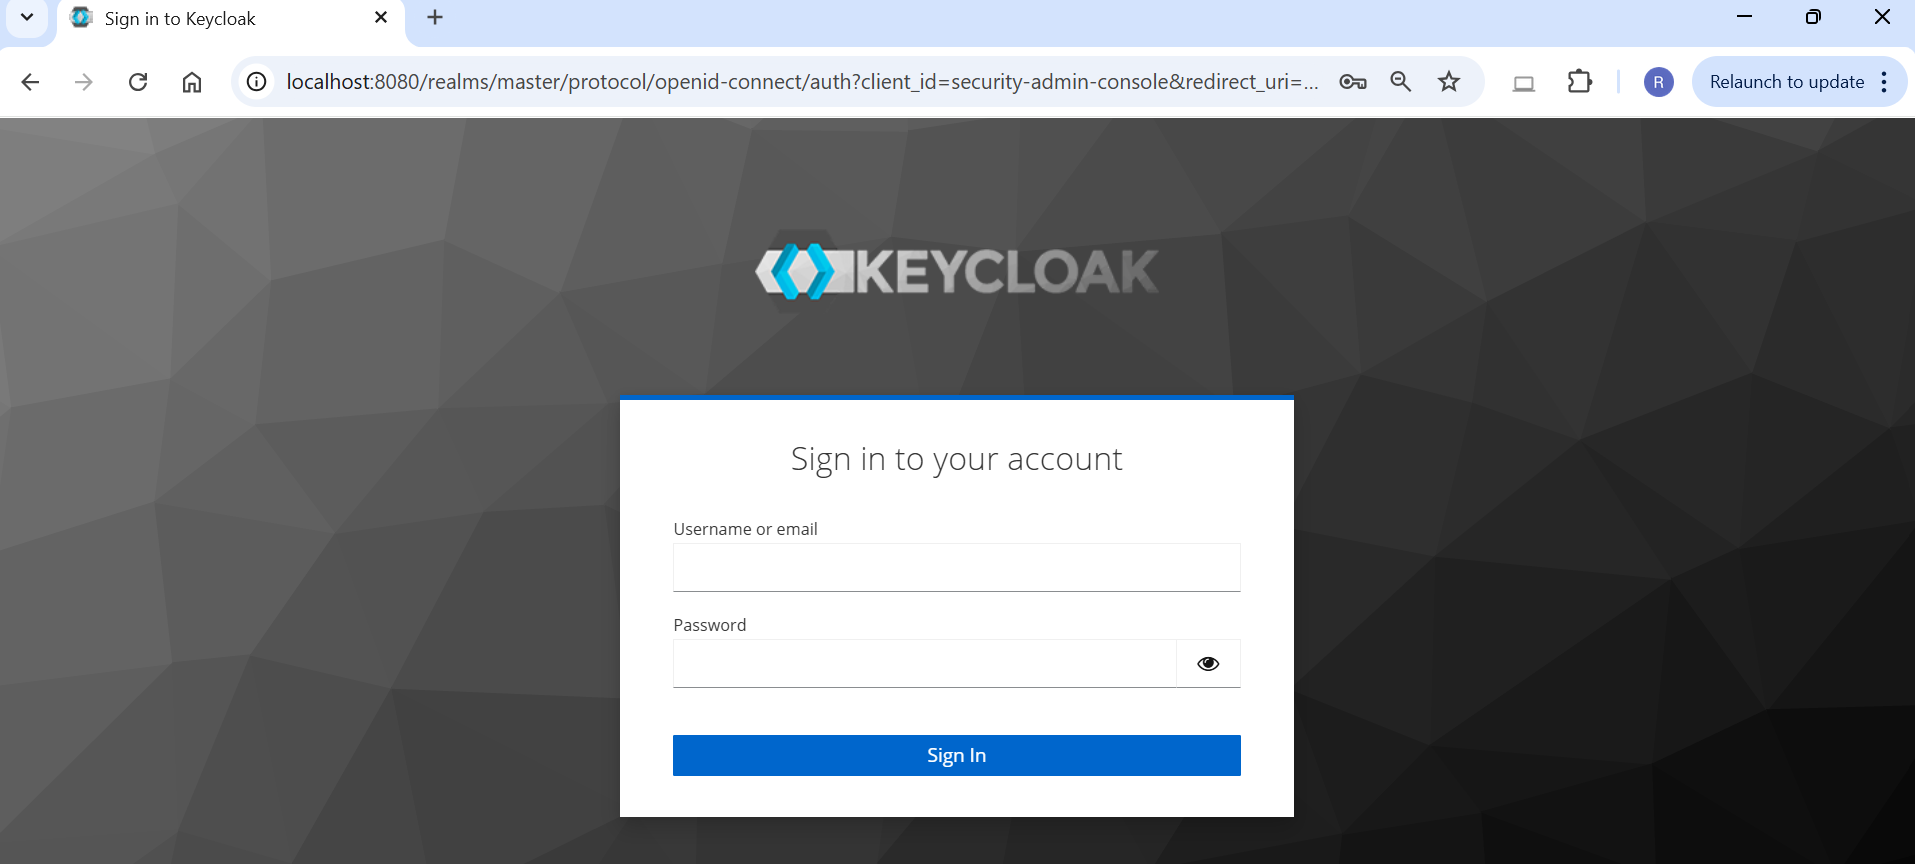 Sign in to Keycloak
localhost:8080/realms/master/protocol/openid-connect/auth?client_id=security-admin-console&redirect_uri=...
R
Relaunch to update
KEYCLOAK
Sign in to your account
Username or email
Password
Sign In